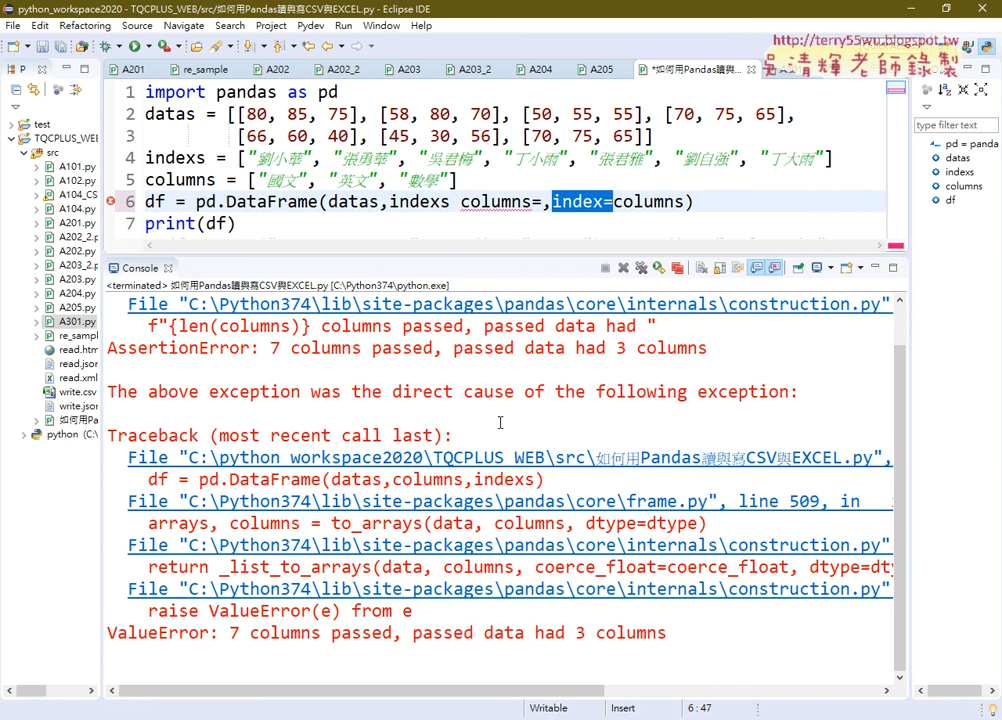 python_workspace2020 - TQCPLUS_WEB/src/如何用Pandas讀與寫CSV與EXCEL.py - Eclipse IDE
File Edit Refactoring Source Navigate Search Project Pydev Run Window Help
http://terry55wu.blogspot.tw
吳清輝老師錄製
P
A201
re_sample
A202
A202_2
A203
A203_2
A204
A205
*如何用Pandas讀與...
type filter text
test
TQCPLUS_WEB
src
A101.py
A102.py
A104_CS
A104.py
A201.py
A202_2.p
A202.py
A203_2.p
A203.py
A204.py
A205.py
A301.py
re_sampl
read.htm
read.json
read.xml
write.csv
write.jsor
如何用Pa
python (C:\
1 import pandas as pd
2 datas = [[80, 85, 75], [58, 80, 70], [50, 55, 55], [70, 75, 65],
3 [66, 60, 40], [45, 30, 56], [70, 75, 65]]
4 indexs = ["劉小華", "張勇華", "吳君梅", "丁小雨", "張君雅", "劉自強", "丁大雨"]
5 columns = ["國文", "英文", "數學"]
6 df = pd.DataFrame(datas,indexs columns=,index=columns)
7 print(df)
pd = panda
datas
indexs
columns
df
Console
<terminated> 如何用Pandas讀與寫CSV與EXCEL.py [C:\Python374\python.exe]
File "C:\Python374\lib\site-packages\pandas\core\internals\construction.py"
f"{len(columns)} columns passed, passed data had "
AssertionError: 7 columns passed, passed data had 3 columns
The above exception was the direct cause of the following exception:
Traceback (most recent call last):
File "C:\python_workspace2020\TQCPLUS_WEB\src\如何用Pandas讀與寫CSV與EXCEL.py",
df = pd.DataFrame(datas,columns,indexs)
File "C:\Python374\lib\site-packages\pandas\core\frame.py", line 509, in
arrays, columns = to_arrays(data, columns, dtype=dtype)
File "C:\Python374\lib\site-packages\pandas\core\internals\construction.py"
return _list_to_arrays(data, columns, coerce_float=coerce_float, dtype=dty
File "C:\Python374\lib\site-packages\pandas\core\internals\construction.py"
raise ValueError(e) from e
ValueError: 7 columns passed, passed data had 3 columns
Writable
Insert
6 : 47